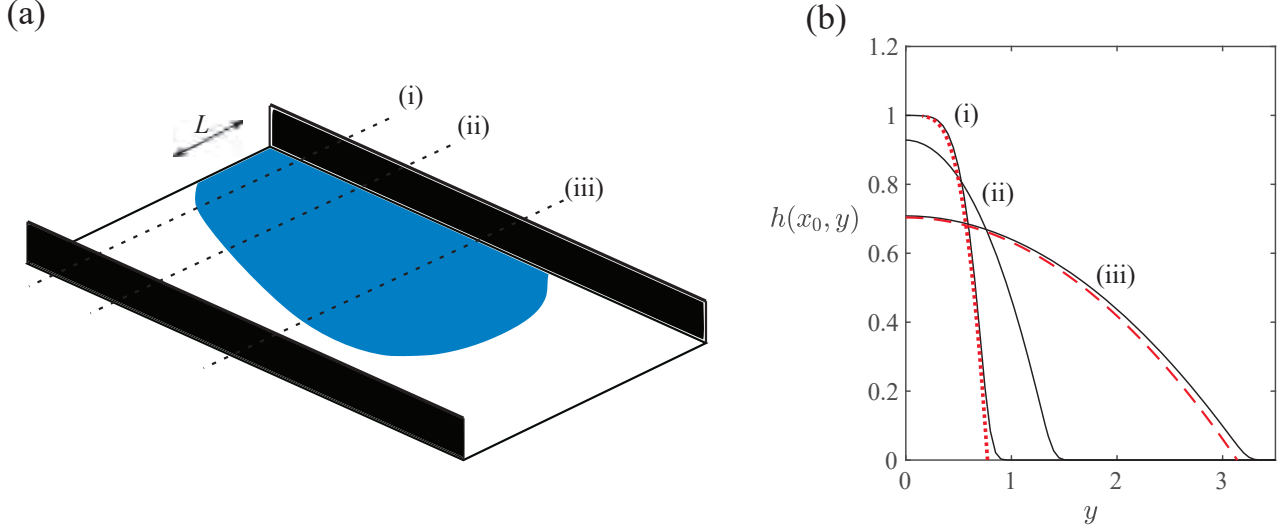 (a)
L
(i)
(ii)
(iii)
(b)
1.2
1
0.8
0.6
0.4
0.2
0
h(x₀, y)
(i)
(ii)
(iii)
0
1
2
3
y